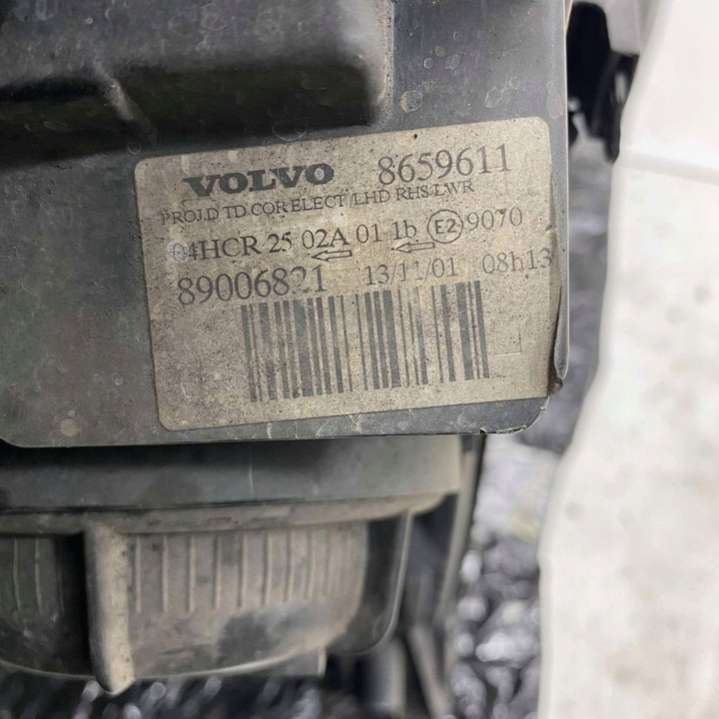 VOLVO 8659611
PROJ.D TD COR ELECT /LHD RHS LWR
04HCR 25 02A 01 1b E2 9070
89006821 13/11/01 08h13